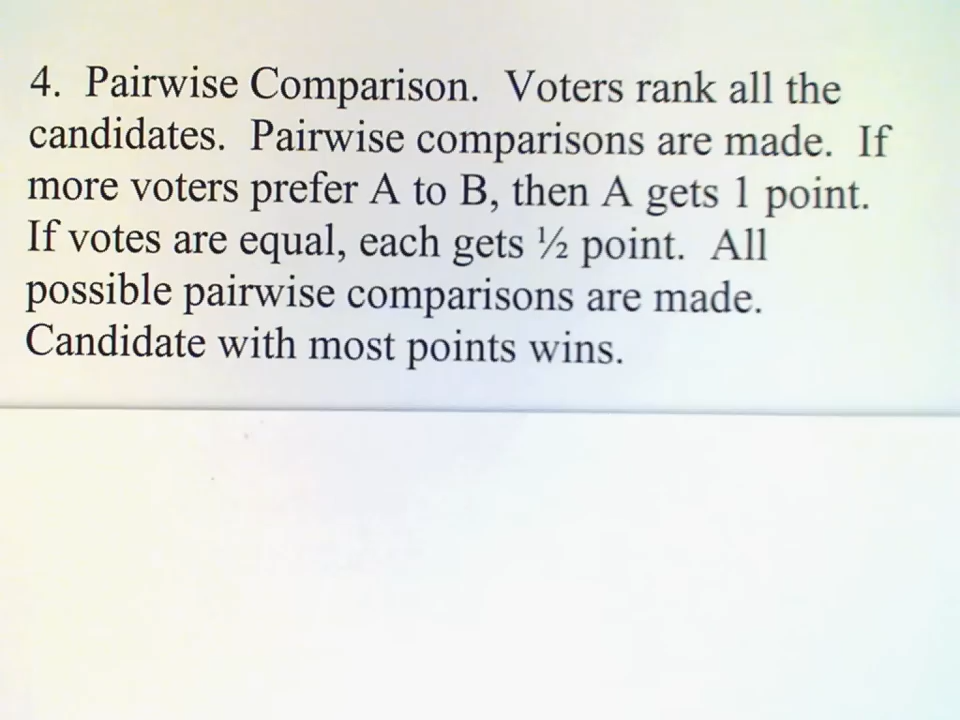 4.  Pairwise Comparison.  Voters rank all the
candidates.  Pairwise comparisons are made.  If
more voters prefer A to B, then A gets 1 point.
If votes are equal, each gets ½ point.  All
possible pairwise comparisons are made.
Candidate with most points wins.